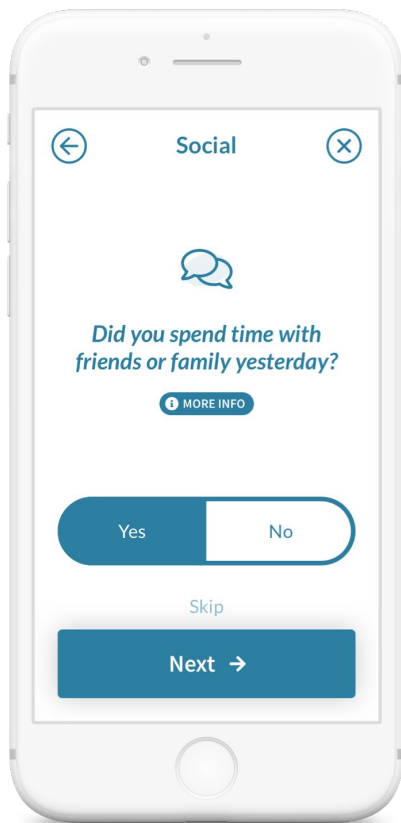 Social
Did you spend time with
friends or family yesterday?
MORE INFO
Yes No
Skip
Next